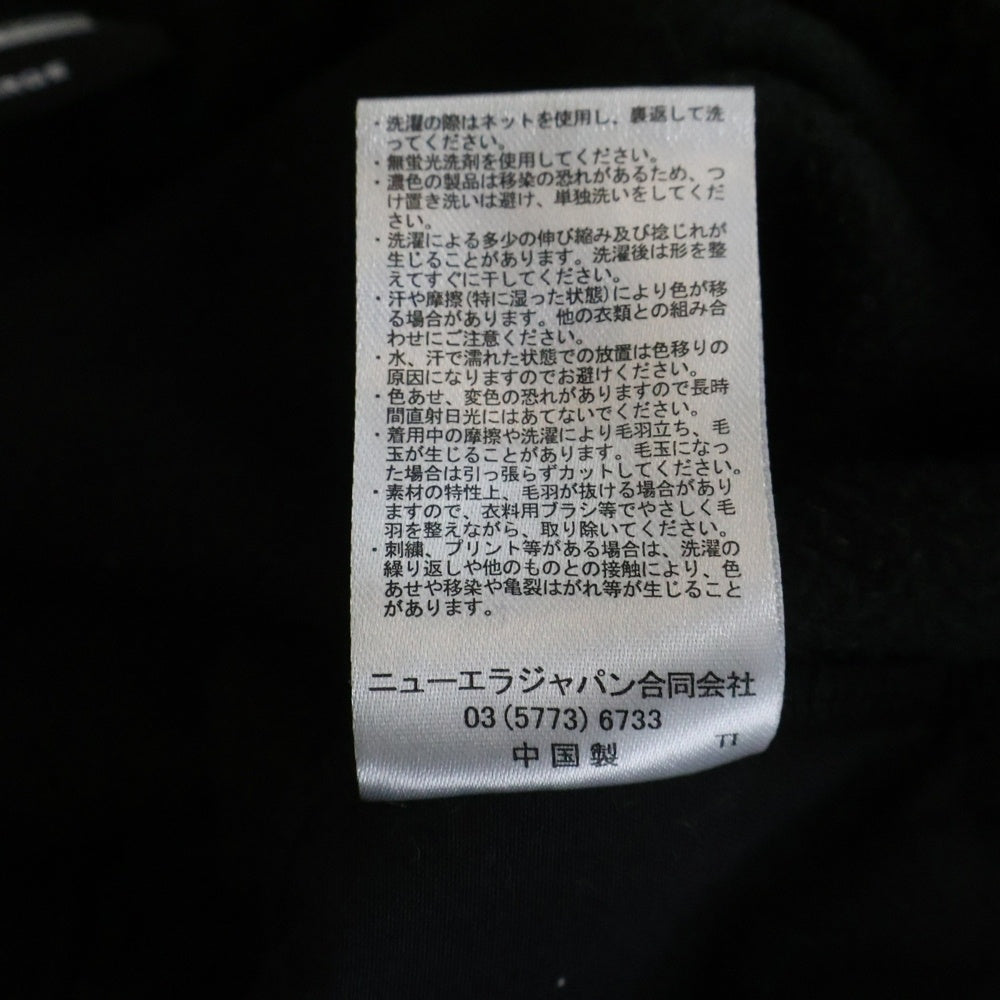 ・洗濯の際はネットを使用し、裏返して洗
ってください。
・無蛍光洗剤を使用してください。
・濃色の製品は移染の恐れがあるため、つ
け置き洗いは避け、単独洗いをしてくだ
さい。
・洗濯による多少の伸び縮み及び捻じれが
生じることがあります。洗濯後は形を整
えてすぐに干してください。
・汗や摩擦(特に湿った状態)により色が移
る場合があります。他の衣類との組み合
わせにご注意ください。
・水、汗で濡れた状態での放置は色移りの
原因になりますのでお避けください。
・色あせ、変色の恐れがありますので長時
間直射日光にはあてないでください。
・着用中の摩擦や洗濯により毛羽立ち、毛
玉が生じることがあります。毛玉になっ
た場合は引っ張らずカットしてください。
・素材の特性上、毛羽が抜ける場合があり
ますので、衣料用ブラシ等でやさしく毛
羽を整えながら、取り除いてください。
・刺繍、プリント等がある場合は、洗濯の
繰り返しや他のものとの接触により、色
あせや移染や亀裂はがれ等が生じること
があります。
ニューエラジャパン合同会社
03(5773)6733
中国製
TI